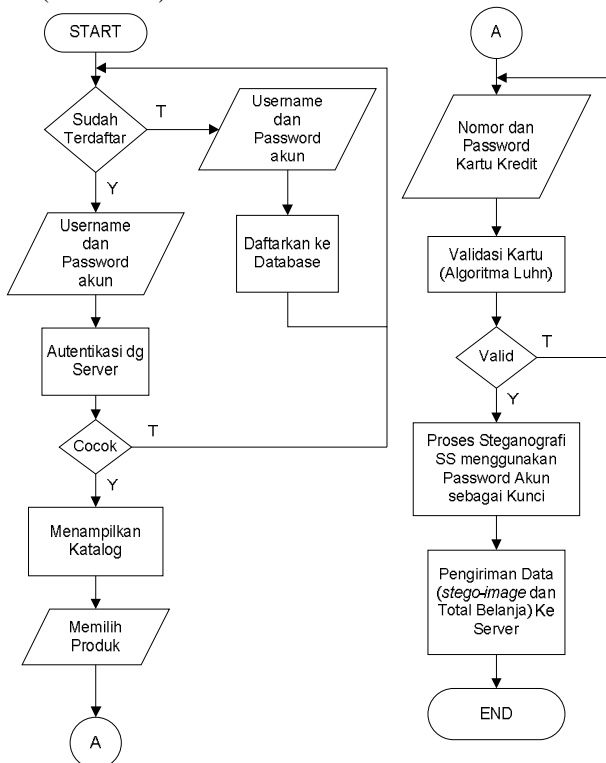 START
Sudah
Terdaftar
T
Username
dan
Password
akun
Y
Username
dan
Password
akun
Daftarkan ke
Database
Autentikasi dg
Server
Cocok
T
Y
Menampilkan
Katalog
Memilih
Produk
A
A
Nomor dan
Password
Kartu Kredit
Validasi Kartu
(Algoritma Luhn)
Valid
T
Y
Proses Steganografi
SS menggunakan
Password Akun
sebagai Kunci
Pengiriman Data
(stego-image dan
Total Belanja) Ke
Server
END